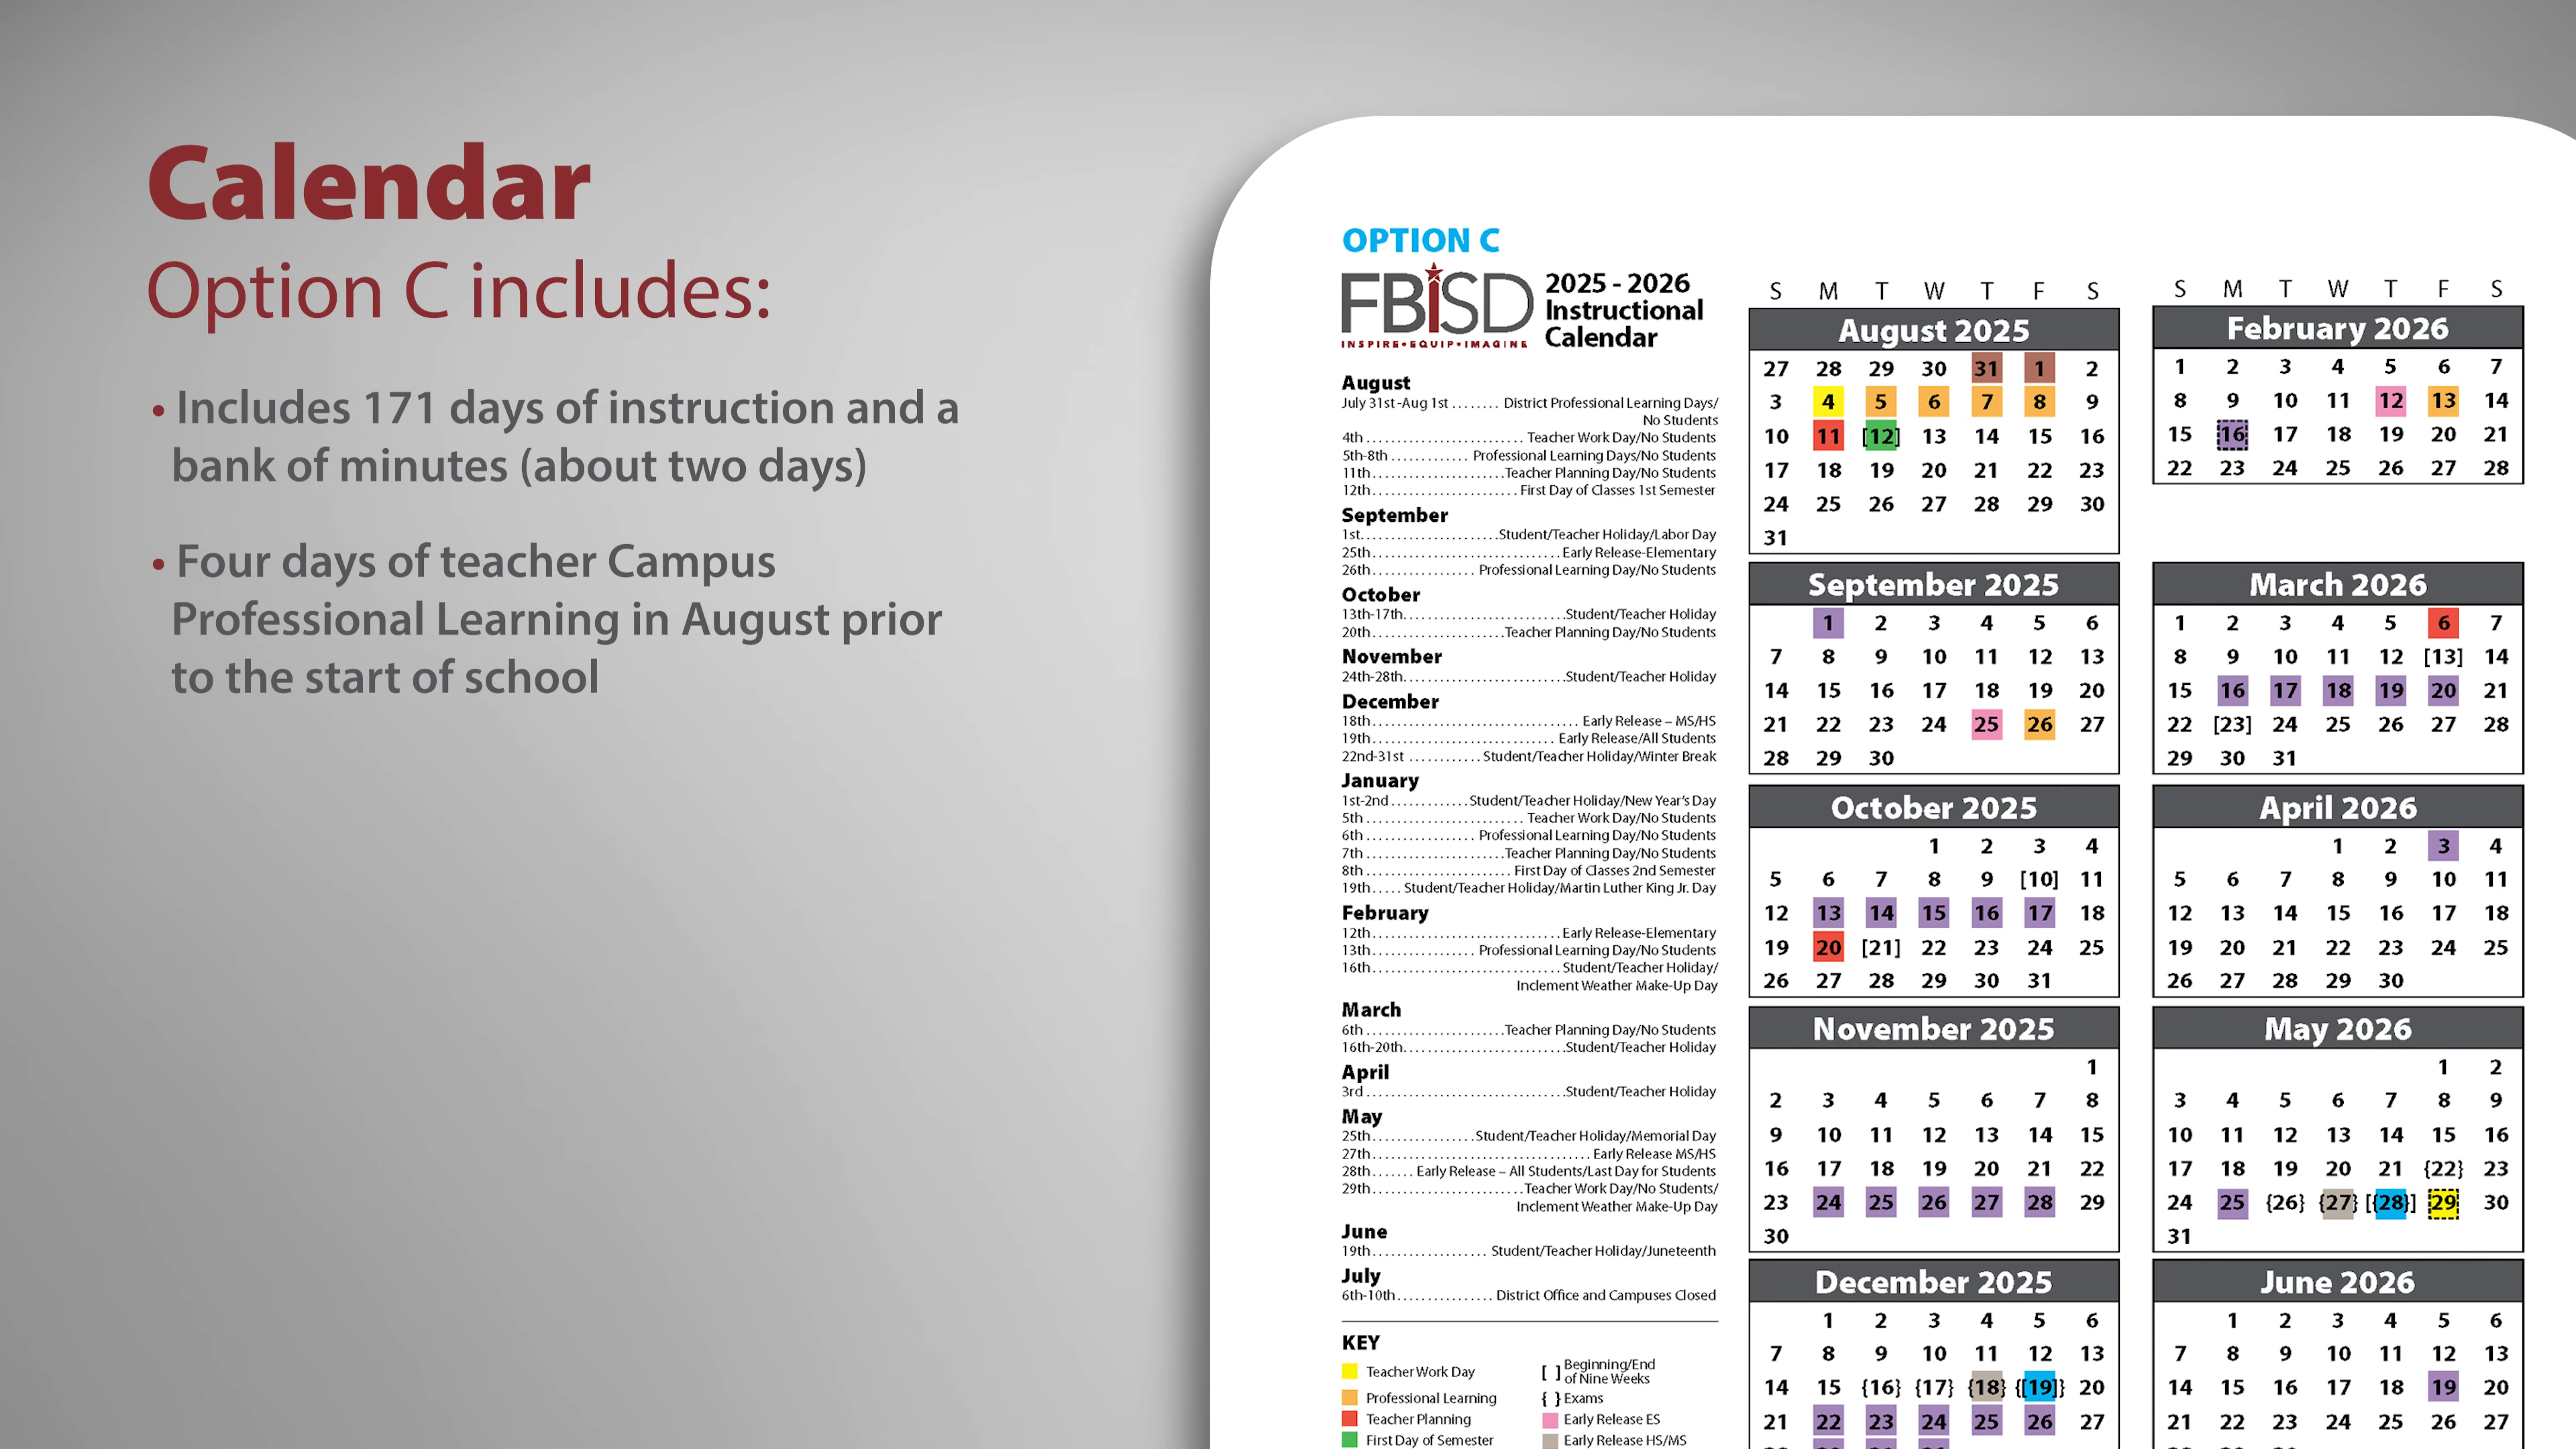 Calendar
Option C includes:
• Includes 171 days of instruction and a
bank of minutes (about two days)
• Four days of teacher Campus
Professional Learning in August prior
to the start of school
OPTION C
FBISD
INSPIRE•EQUIP•IMAGINE
2025 - 2026
Instructional
Calendar
August
July 31st-Aug 1st ........ District Professional Learning Days/
No Students
4th ........ Teacher Work Day/No Students
5th-8th ........ Professional Learning Days/No Students
11th ........ Teacher Planning Day/No Students
12th ........ First Day of Classes 1st Semester
September
1st ........ Student/Teacher Holiday/Labor Day
25th ........ Early Release-Elementary
26th ........ Professional Learning Day/No Students
October
13th-17th ........ Student/Teacher Holiday
20th ........ Teacher Planning Day/No Students
November
24th-28th ........ Student/Teacher Holiday
December
18th ........ Early Release – MS/HS
19th ........ Early Release/All Students
22nd-31st ........ Student/Teacher Holiday/Winter Break
January
1st-2nd ........ Student/Teacher Holiday/New Year's Day
5th ........ Teacher Work Day/No Students
6th ........ Professional Learning Day/No Students
7th ........ Teacher Planning Day/No Students
8th ........ First Day of Classes 2nd Semester
19th ..... Student/Teacher Holiday/Martin Luther King Jr. Day
February
12th ........ Early Release-Elementary
13th ........ Professional Learning Day/No Students
16th ........ Student/Teacher Holiday/
Inclement Weather Make-Up Day
March
6th ........ Teacher Planning Day/No Students
16th-20th ........ Student/Teacher Holiday
April
3rd ........ Student/Teacher Holiday
May
25th ........ Student/Teacher Holiday/Memorial Day
27th ........ Early Release MS/HS
28th ....... Early Release – All Students/Last Day for Students
29th ........ Teacher Work Day/No Students/
Inclement Weather Make-Up Day
June
19th ........ Student/Teacher Holiday/Juneteenth
July
6th-10th ........ District Office and Campuses Closed
KEY
Teacher Work Day
Professional Learning
Teacher Planning
First Day of Semester
[ ] Beginning/End
of Nine Weeks
{ } Exams
Early Release ES
Early Release HS/MS
S M T W T F S
August 2025
27 28 29 30 31 1 2
3 4 5 6 7 8 9
10 11 [12] 13 14 15 16
17 18 19 20 21 22 23
24 25 26 27 28 29 30
31
September 2025
1 2 3 4 5 6
7 8 9 10 11 12 13
14 15 16 17 18 19 20
21 22 23 24 25 26 27
28 29 30
October 2025
1 2 3 4
5 6 7 8 9 [10] 11
12 13 14 15 16 17 18
19 20 [21] 22 23 24 25
26 27 28 29 30 31
November 2025
1
2 3 4 5 6 7 8
9 10 11 12 13 14 15
16 17 18 19 20 21 22
23 24 25 26 27 28 29
30
December 2025
1 2 3 4 5 6
7 8 9 10 11 12 13
14 15 {16} {17} {18} {[19]} 20
21 22 23 24 25 26 27
S M T W T F S
February 2026
1 2 3 4 5 6 7
8 9 10 11 12 13 14
15 16 17 18 19 20 21
22 23 24 25 26 27 28
March 2026
1 2 3 4 5 6 7
8 9 10 11 12 [13] 14
15 16 17 18 19 20 21
22 [23] 24 25 26 27 28
29 30 31
April 2026
1 2 3 4
5 6 7 8 9 10 11
12 13 14 15 16 17 18
19 20 21 22 23 24 25
26 27 28 29 30
May 2026
1 2
3 4 5 6 7 8 9
10 11 12 13 14 15 16
17 18 19 20 21 {22} 23
24 25 {26} {27} [{28}] 29 30
31
June 2026
1 2 3 4 5 6
7 8 9 10 11 12 13
14 15 16 17 18 19 20
21 22 23 24 25 26 27